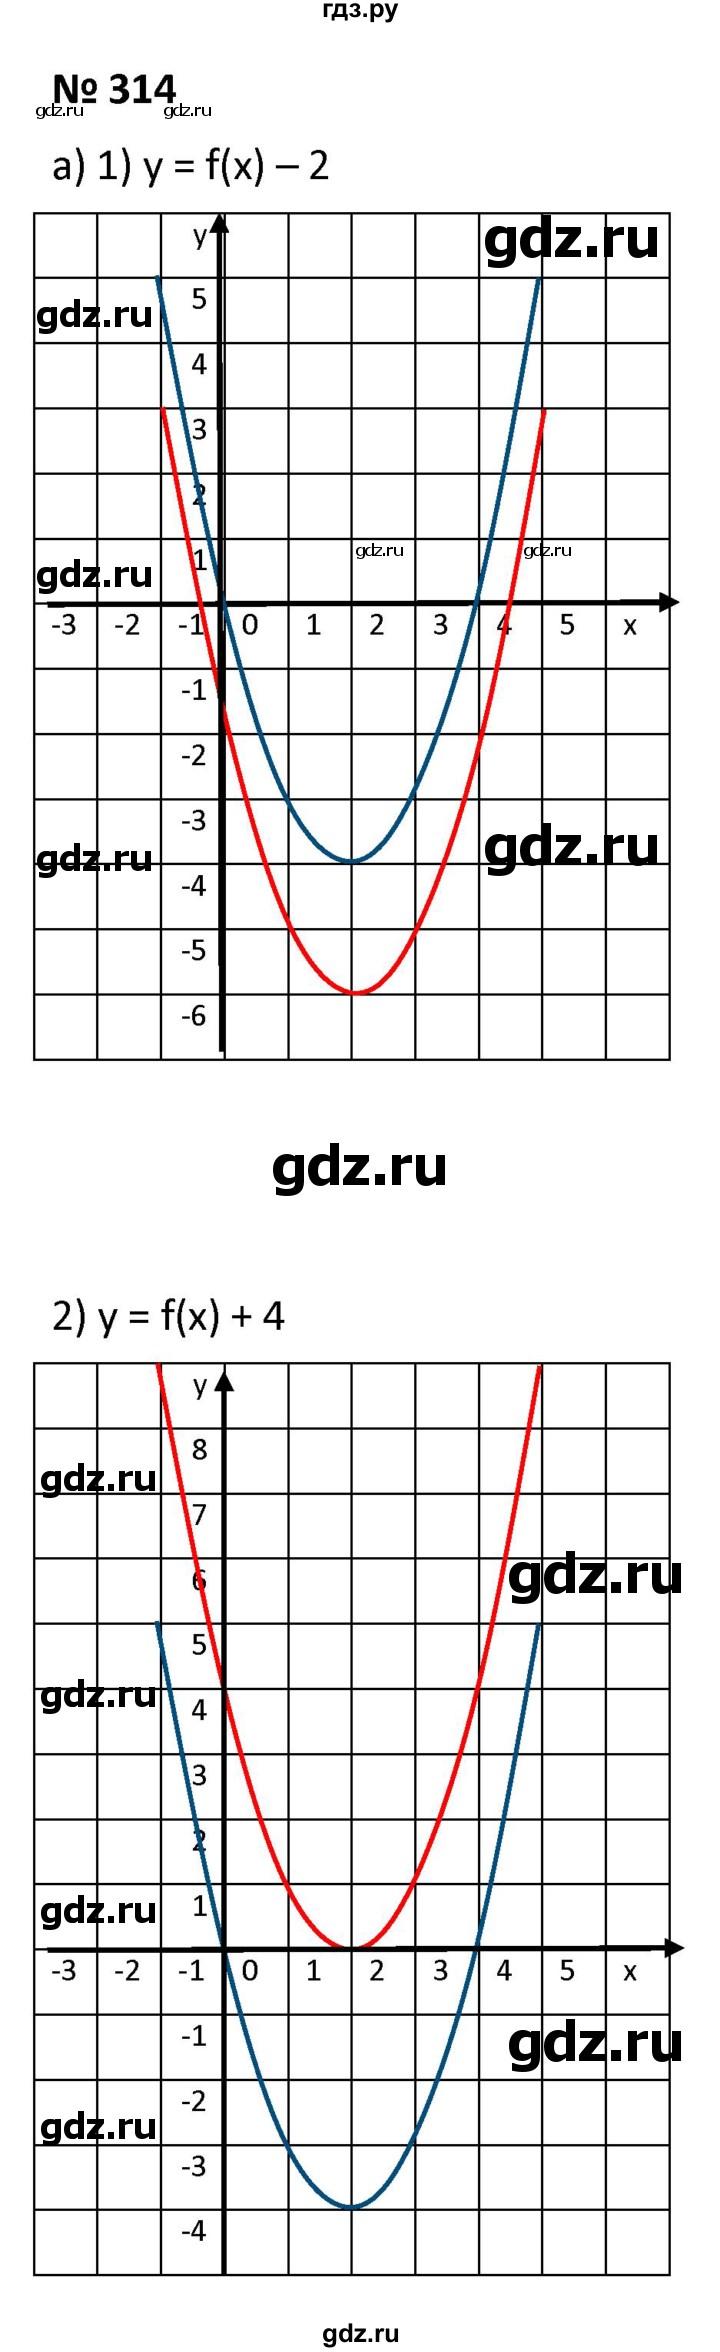 гдз.ру
№ 314
gdz.ru gdz.ru
а) 1) y = f(x) – 2
y
gdz.ru
5
gdz.ru
4
3
2
1
gdz.ru gdz.ru
gdz.ru
-3 -2 -1 0 1 2 3 4 5 x
-1
-2
-3
gdz.ru gdz.ru
-4
-5
-6
gdz.ru
2) y = f(x) + 4
y
8
gdz.ru
7
6
gdz.ru
5
gdz.ru
4
3
2
1
gdz.ru
-3 -2 -1 0 1 2 3 4 5 x
-1
gdz.ru
-2
gdz.ru
-3
-4
gdz.ru